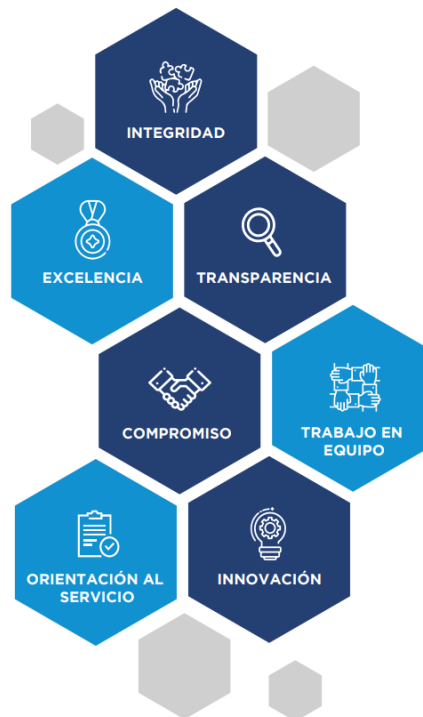 INTEGRIDAD
EXCELENCIA
TRANSPARENCIA
COMPROMISO
TRABAJO EN
EQUIPO
ORIENTACIÓN AL
SERVICIO
INNOVACIÓN